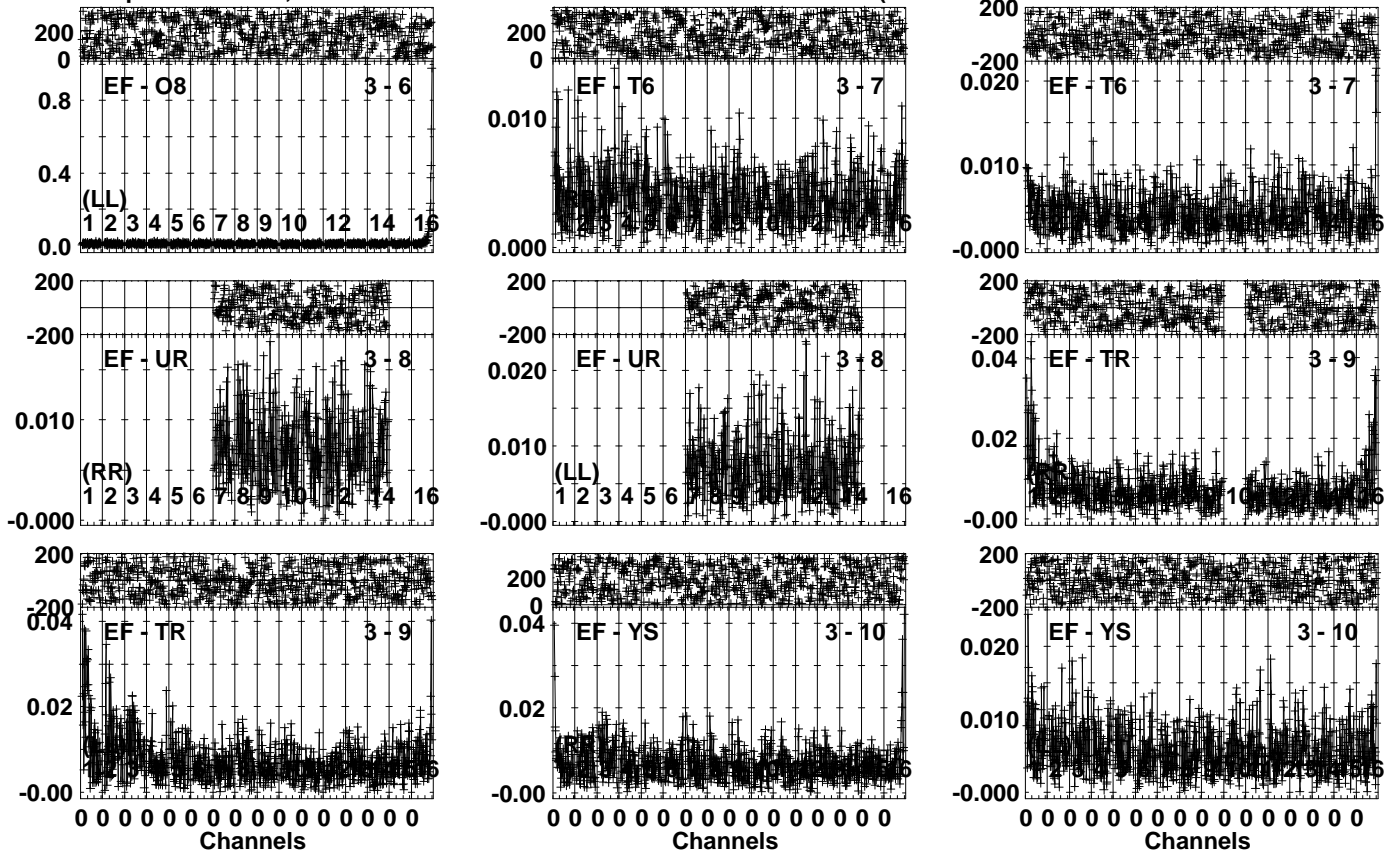 200 200 200
0 0 -200
EF - O8 3 - 6 EF - T6 3 - 7 EF - T6 3 - 7
0.8 0.010 0.020
0.4 0.010
(LL)
1 2 3 4 5 6 7 8 9 10 12 14 16
0.0 0.000 -0.000
200 200 200
-200 -200 -200
EF - UR 3 - 8 EF - UR 3 - 8 EF - TR 3 - 9
0.020 0.04
0.010 0.010 0.02
(RR) (LL)
1 2 3 4 5 6 7 8 9 10 12 14 16 1 2 3 4 5 6 7 8 9 10 12 14 16
-0.000 -0.000 -0.00
200 200 200
-200 0 -200
0.04 0.04
EF - TR 3 - 9 EF - YS 3 - 10 EF - YS 3 - 10
0.020
0.02 0.02 0.010
(RR)
-0.00 -0.00 -0.000
0 0 0 0 0 0 0 0 0 0 0 0 0 0 0 0 0 0 0 0 0 0 0 0 0 0 0 0 0 0 0 0 0 0 0 0 0 0 0 0 0 0 0 0 0 0 0 0
Channels Channels Channels